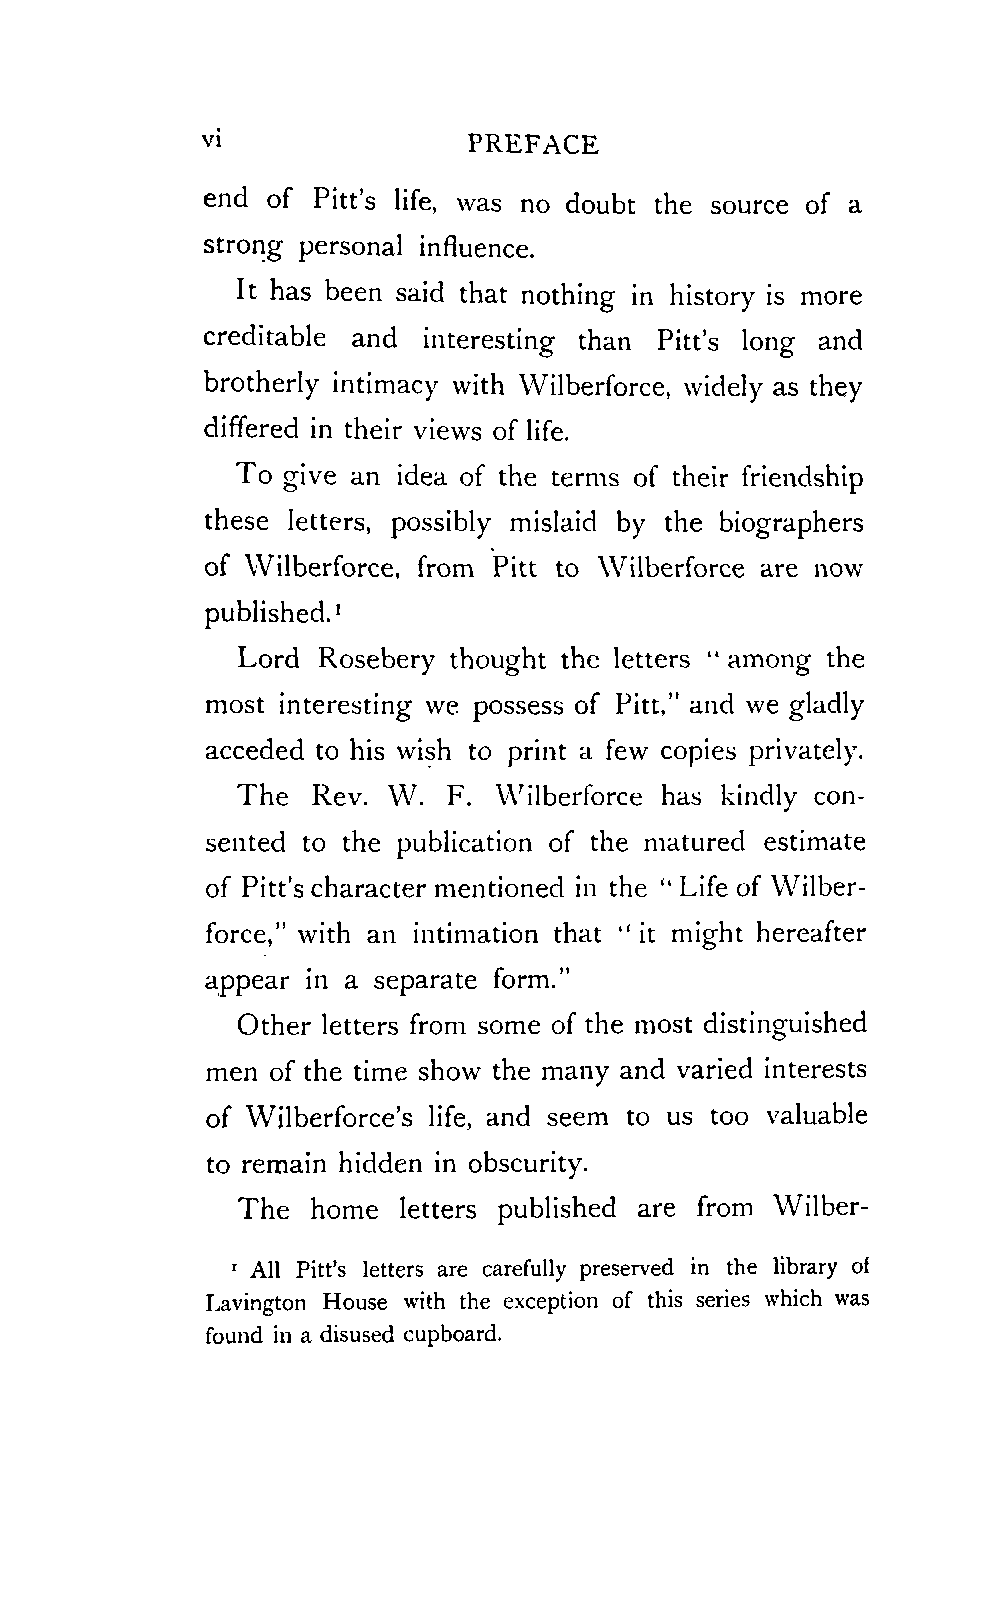 vi PREFACE
end of Pitt's life, was no doubt the source of a
strong personal influence.
It has been said that nothing in history is more
creditable and interesting than Pitt's long and
brotherly intimacy with Wilberforce, widely as they
differed in their views of life.
To give an idea of the terms of their friendship
these letters, possibly mislaid by the biographers
of Wilberforce, from Pitt to Wilberforce are now
published.¹
Lord Rosebery thought the letters "among the
most interesting we possess of Pitt," and we gladly
acceded to his wish to print a few copies privately.
The Rev. W. F. Wilberforce has kindly con-
sented to the publication of the matured estimate
of Pitt's character mentioned in the "Life of Wilber-
force," with an intimation that "it might hereafter
appear in a separate form."
Other letters from some of the most distinguished
men of the time show the many and varied interests
of Wilberforce's life, and seem to us too valuable
to remain hidden in obscurity.
The home letters published are from Wilber-
¹ All Pitt's letters are carefully preserved in the library of
Lavington House with the exception of this series which was
found in a disused cupboard.